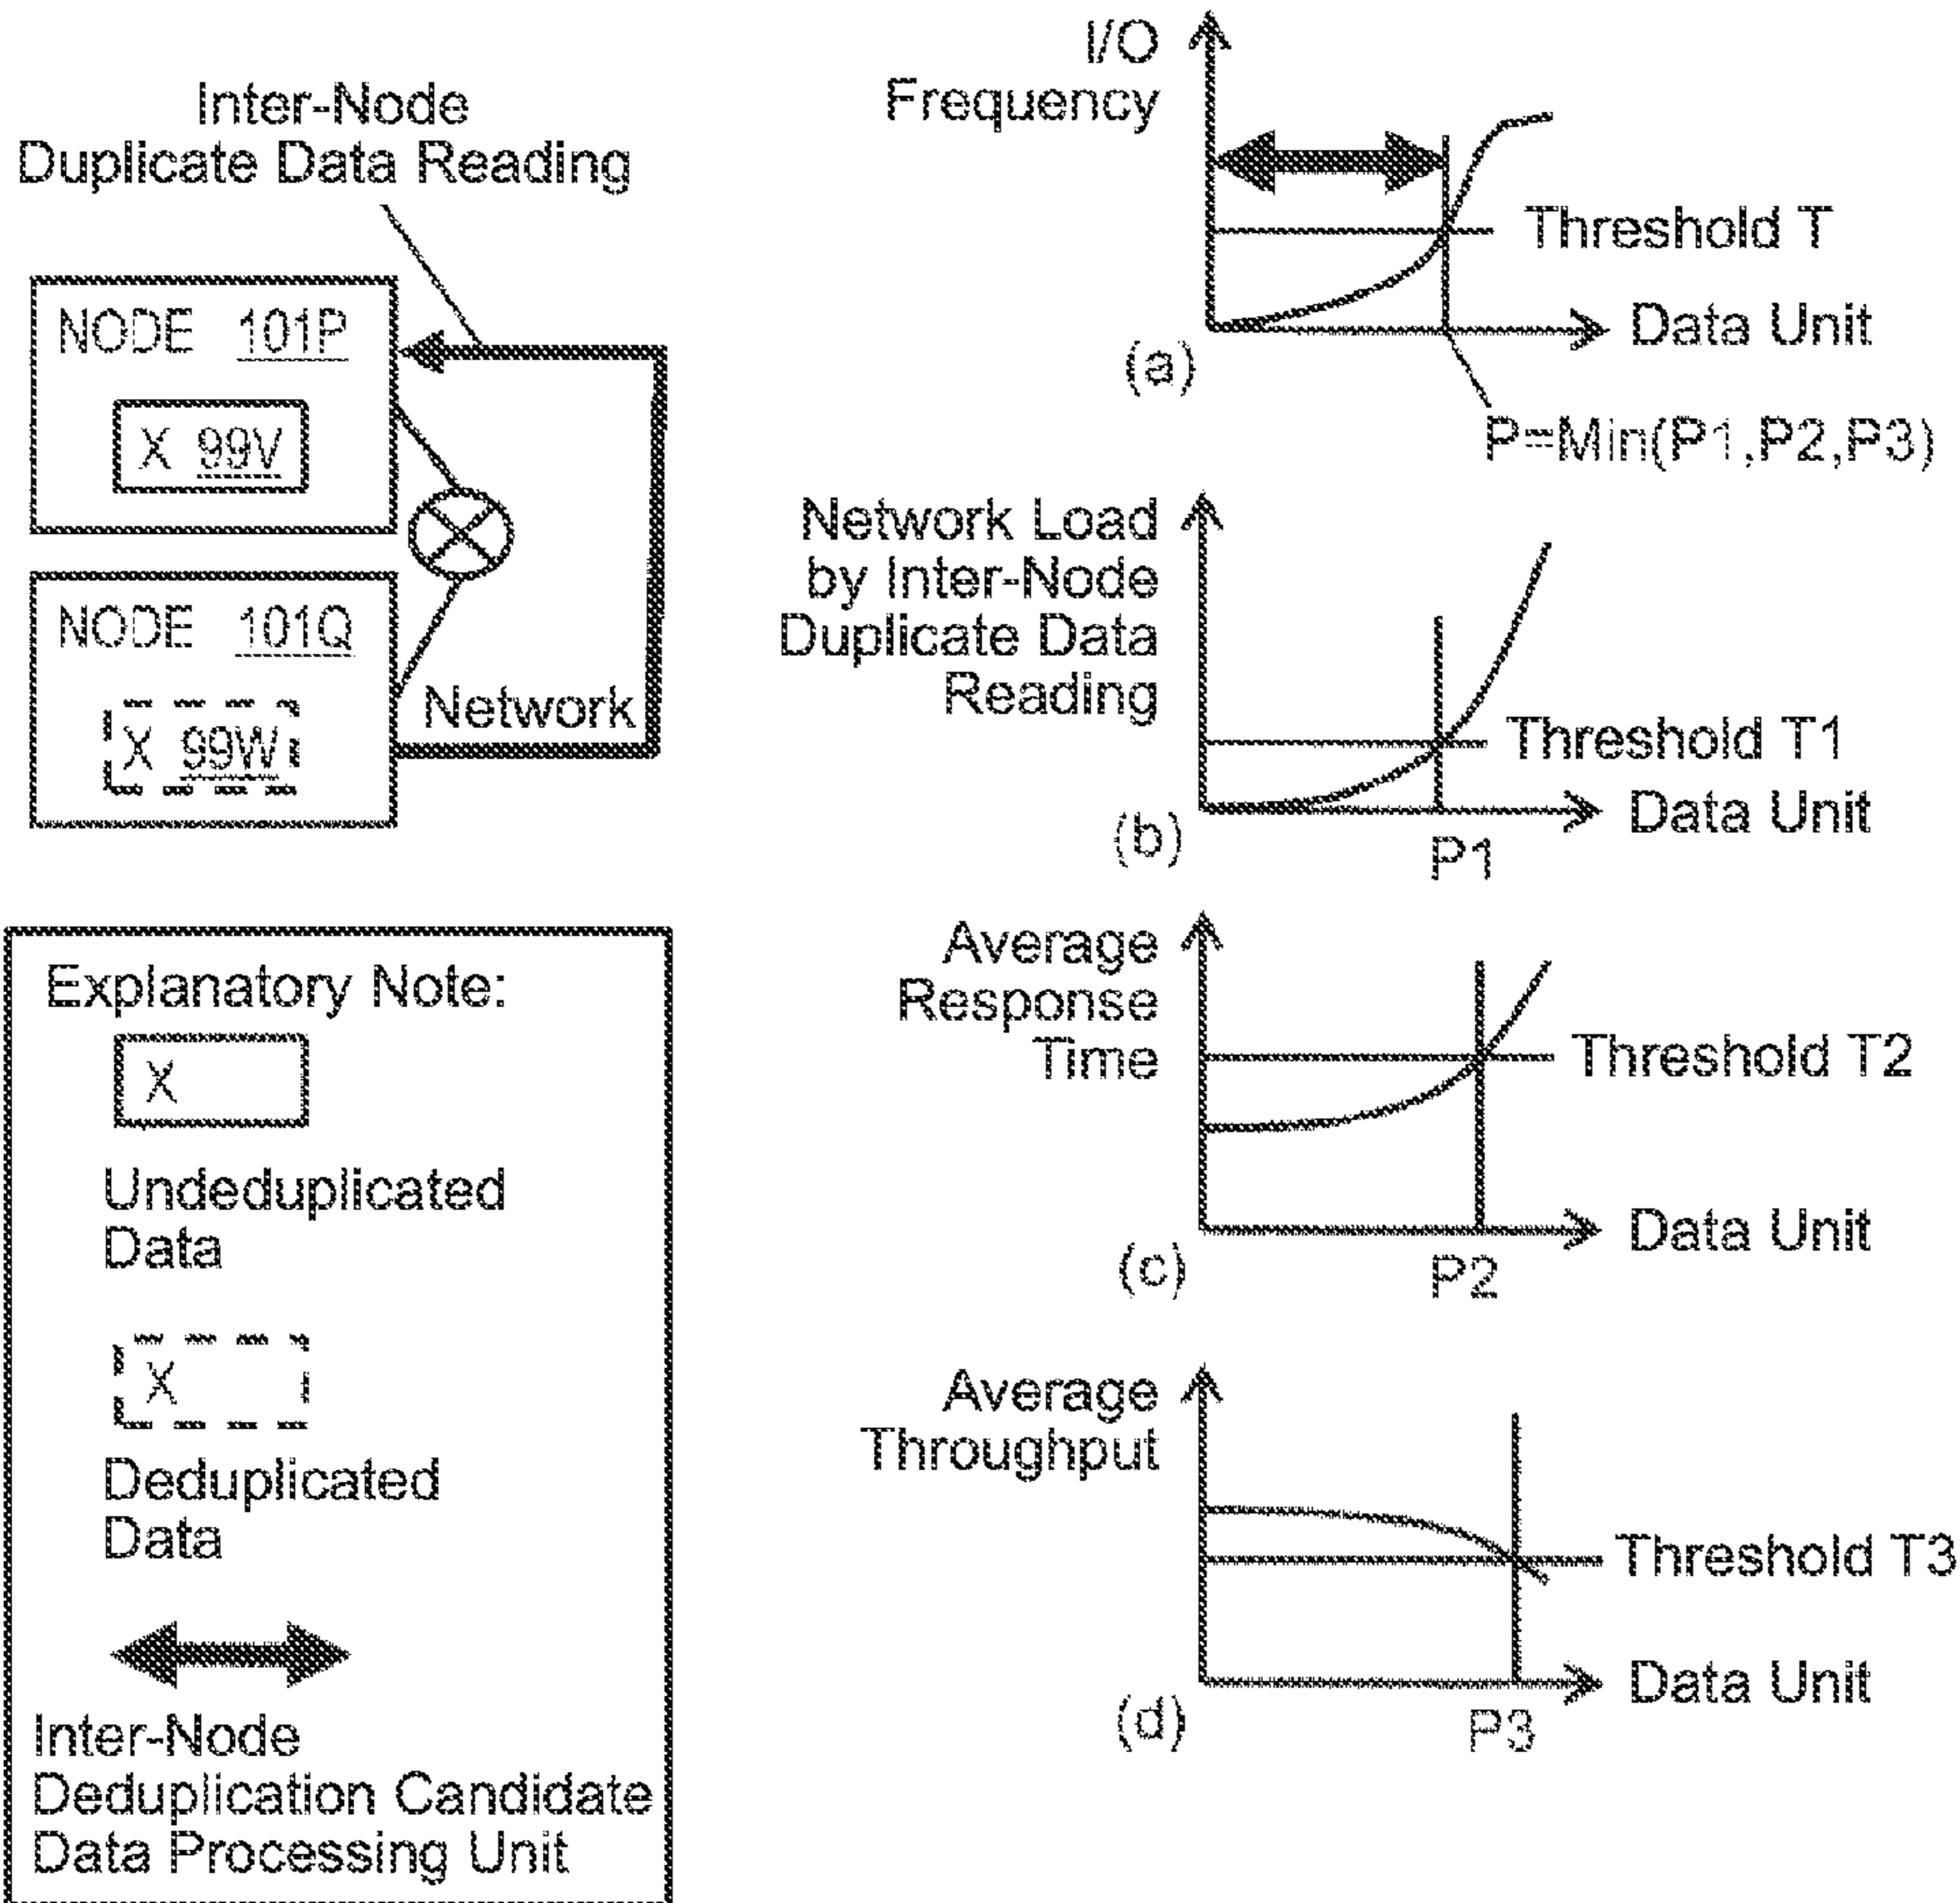 Inter-Node
Duplicate Data Reading
NODE 101P
X 99V
NODE 101Q
X 99W
Network
Explanatory Note:
X
Undeduplicated
Data
X
Deduplicated
Data
Inter-Node
Deduplication Candidate
Data Processing Unit
I/O
Frequency
Threshold T
Data Unit
(a)
P=Min(P1,P2,P3)
Network Load
by Inter-Node
Duplicate Data
Reading
Threshold T1
Data Unit
(b)
P1
Average
Response
Time
Threshold T2
Data Unit
(c)
P2
Average
Throughput
Threshold T3
Data Unit
(d)
P3